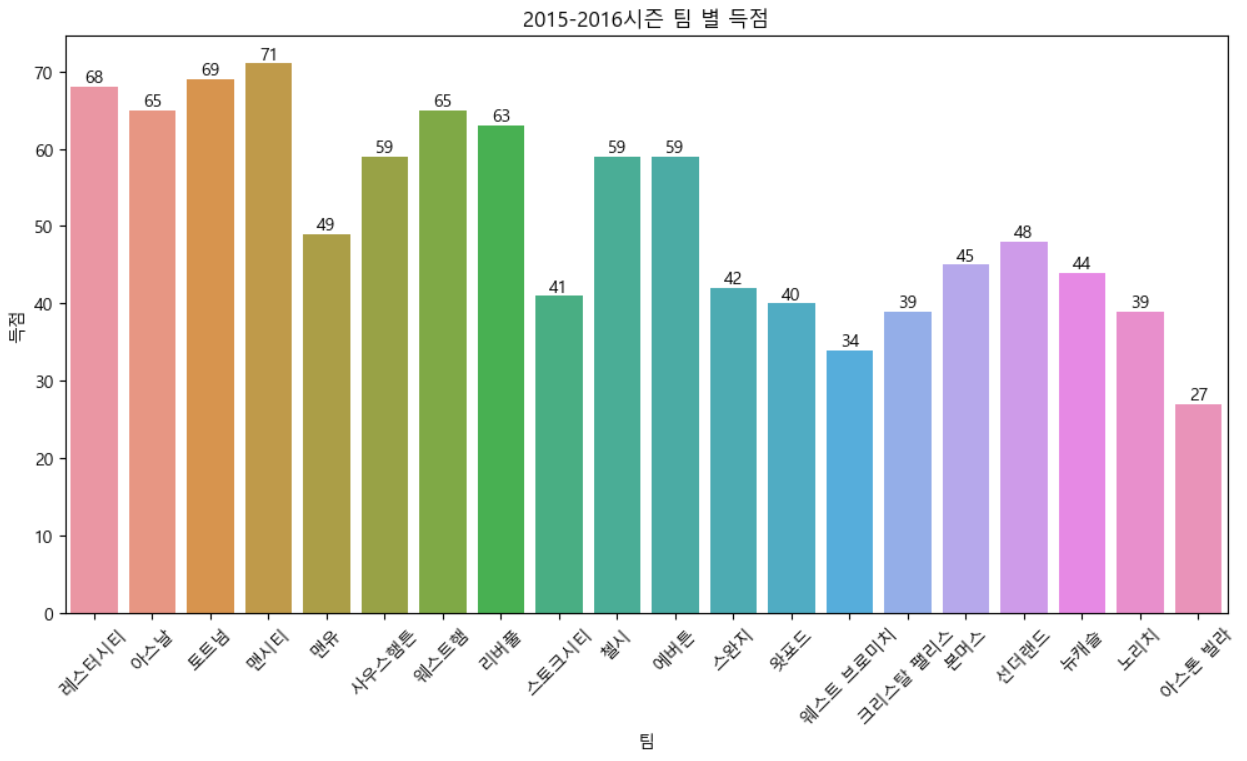 2015-2016시즌 팀 별 득점
득점
70
60
50
40
30
20
10
0
68
65
69
71
49
59
65
63
41
59
59
42
40
34
39
45
48
44
39
27
레스터시티
아스날
토트넘
맨시티
맨유
사우스햄튼
웨스트햄
리버풀
스토크시티
첼시
에버튼
스완지
왓포드
웨스트 브로미치
크리스탈 팰리스
본머스
선더랜드
뉴캐슬
노리치
아스톤 빌라
팀